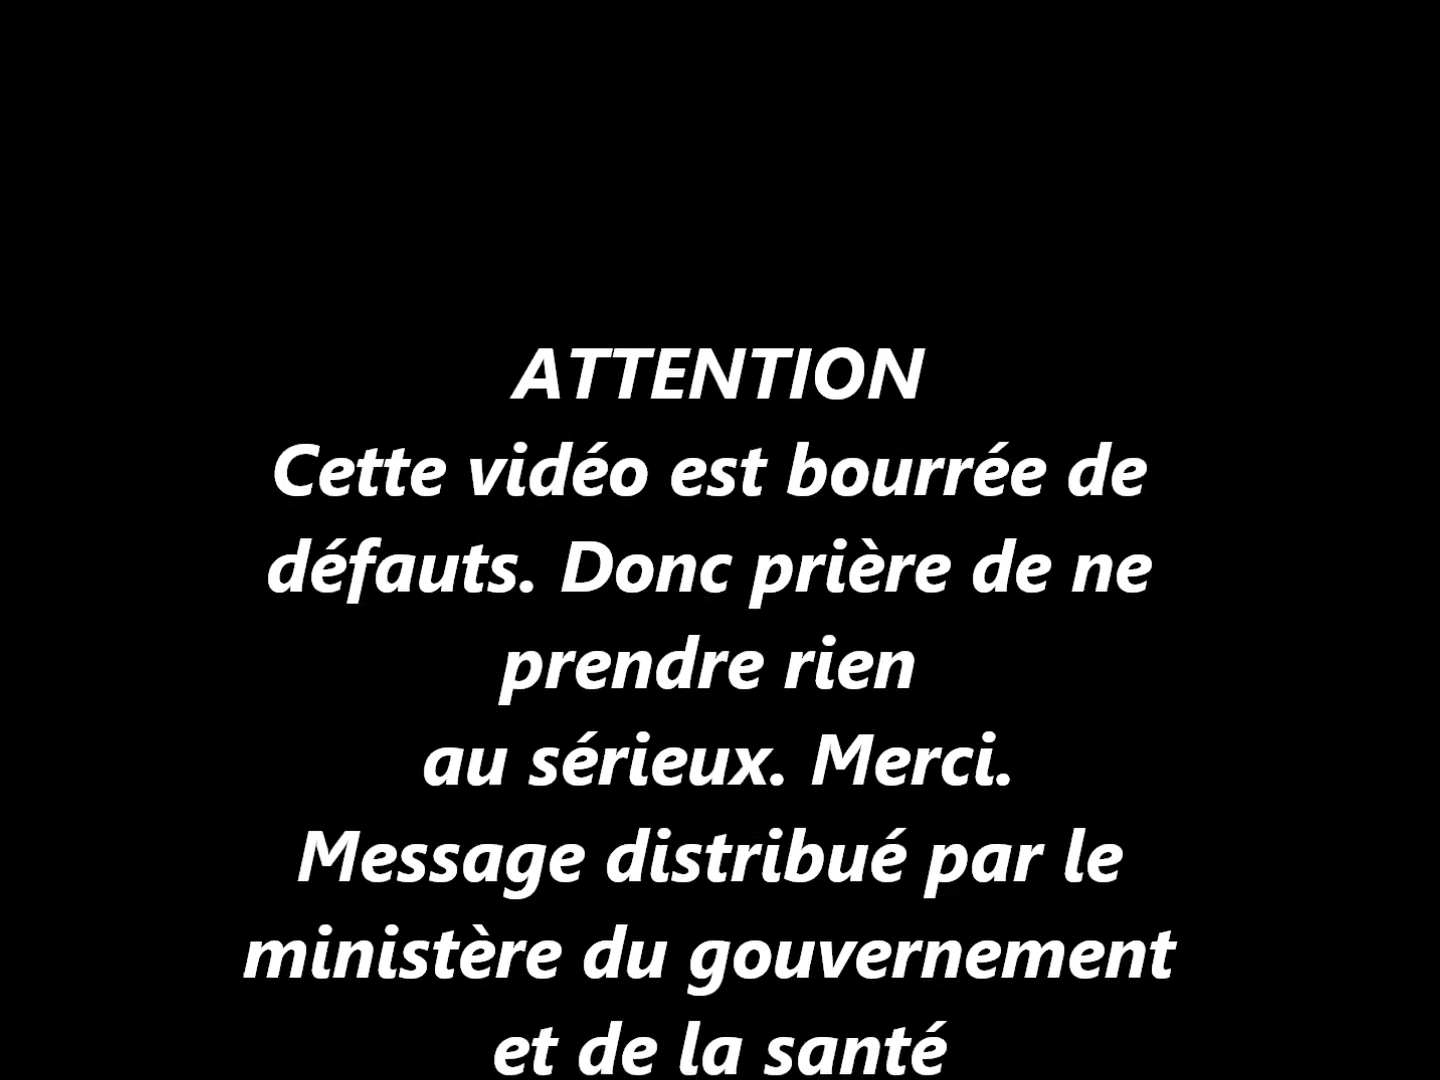 ATTENTION
Cette vidéo est bourrée de
défauts. Donc prière de ne
prendre rien
au sérieux. Merci.
Message distribué par le
ministère du gouvernement
et de la santé